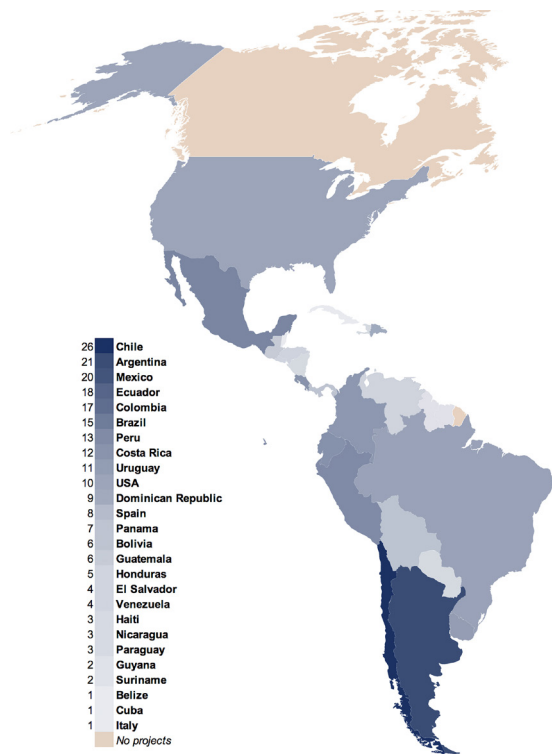 26 Chile
21 Argentina
20 Mexico
18 Ecuador
17 Colombia
15 Brazil
13 Peru
12 Costa Rica
11 Uruguay
10 USA
9 Dominican Republic
8 Spain
7 Panama
6 Bolivia
6 Guatemala
5 Honduras
4 El Salvador
4 Venezuela
3 Haiti
3 Nicaragua
3 Paraguay
2 Guyana
2 Suriname
1 Belize
1 Cuba
1 Italy
No projects